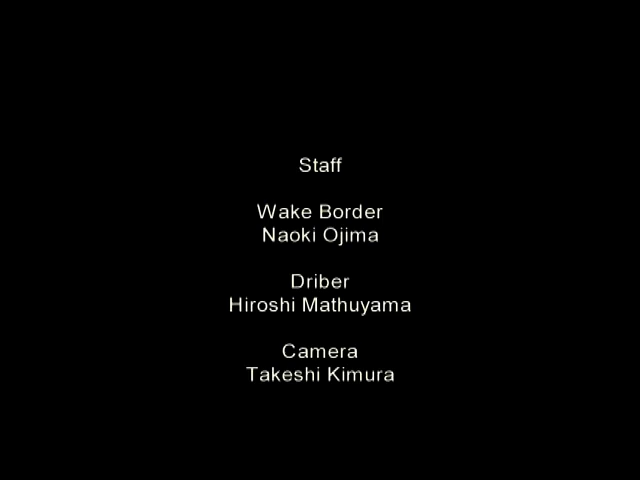 Staff
Wake Border
Naoki Ojima
Driber
Hiroshi Mathuyama
Camera
Takeshi Kimura